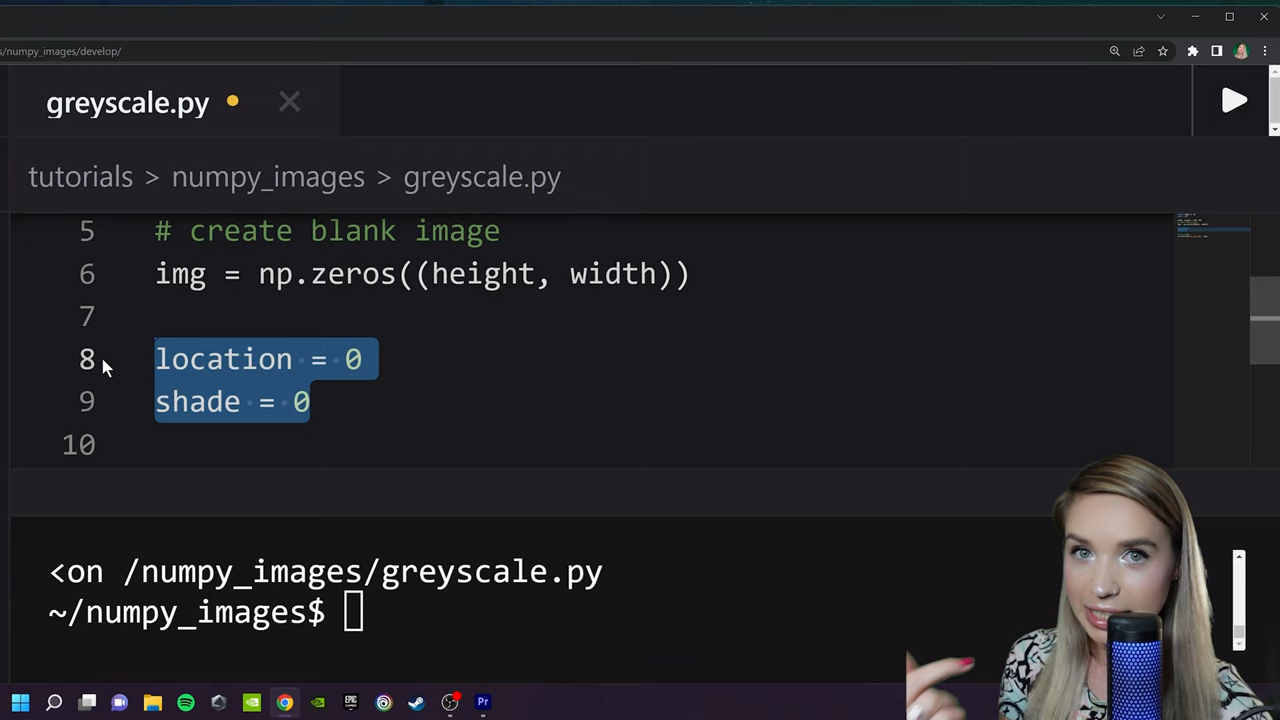 s/numpy_images/develop/
greyscale.py
tutorials > numpy_images > greyscale.py
5 # create blank image
6 img = np.zeros((height, width))
7
8 location = 0
9 shade = 0
10
<on /numpy_images/greyscale.py
~/numpy_images$